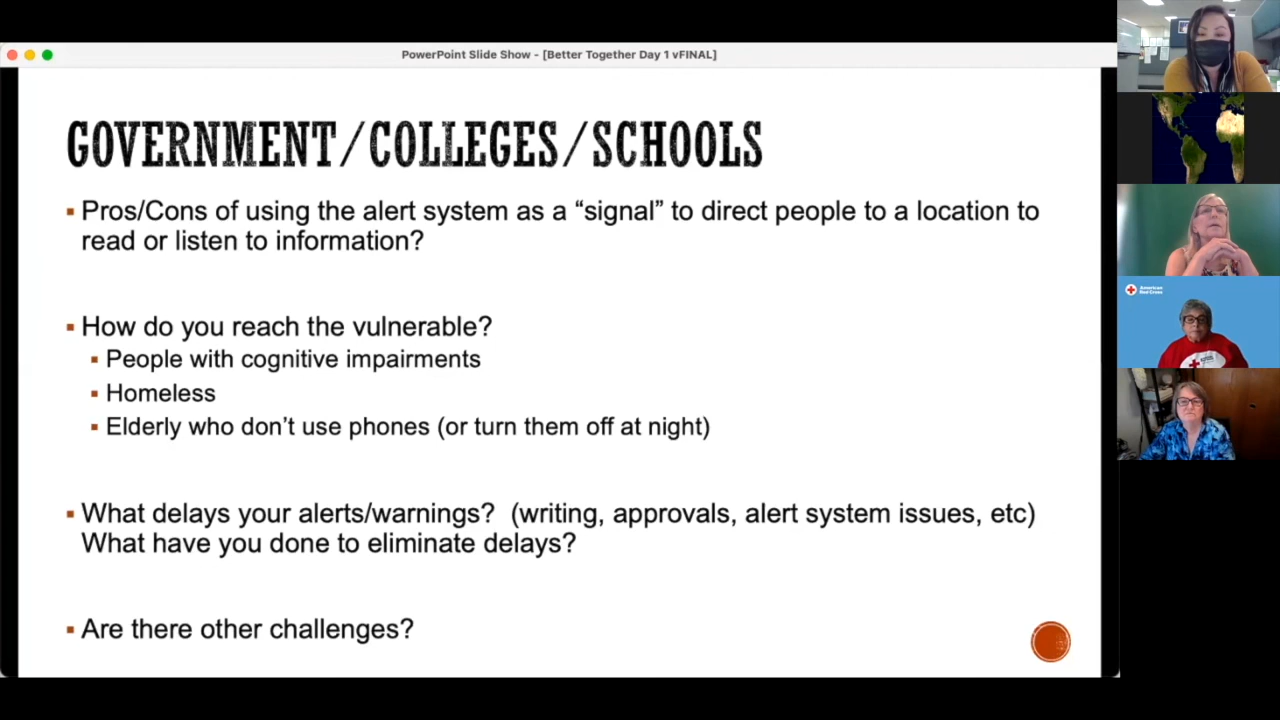 PowerPoint Slide Show - [Better Together Day 1 vFINAL]
GOVERNMENT/COLLEGES/SCHOOLS
▪ Pros/Cons of using the alert system as a “signal” to direct people to a location to
read or listen to information?
▪ How do you reach the vulnerable?
▪ People with cognitive impairments
▪ Homeless
▪ Elderly who don’t use phones (or turn them off at night)
▪ What delays your alerts/warnings? (writing, approvals, alert system issues, etc)
What have you done to eliminate delays?
▪ Are there other challenges?
American
Red Cross